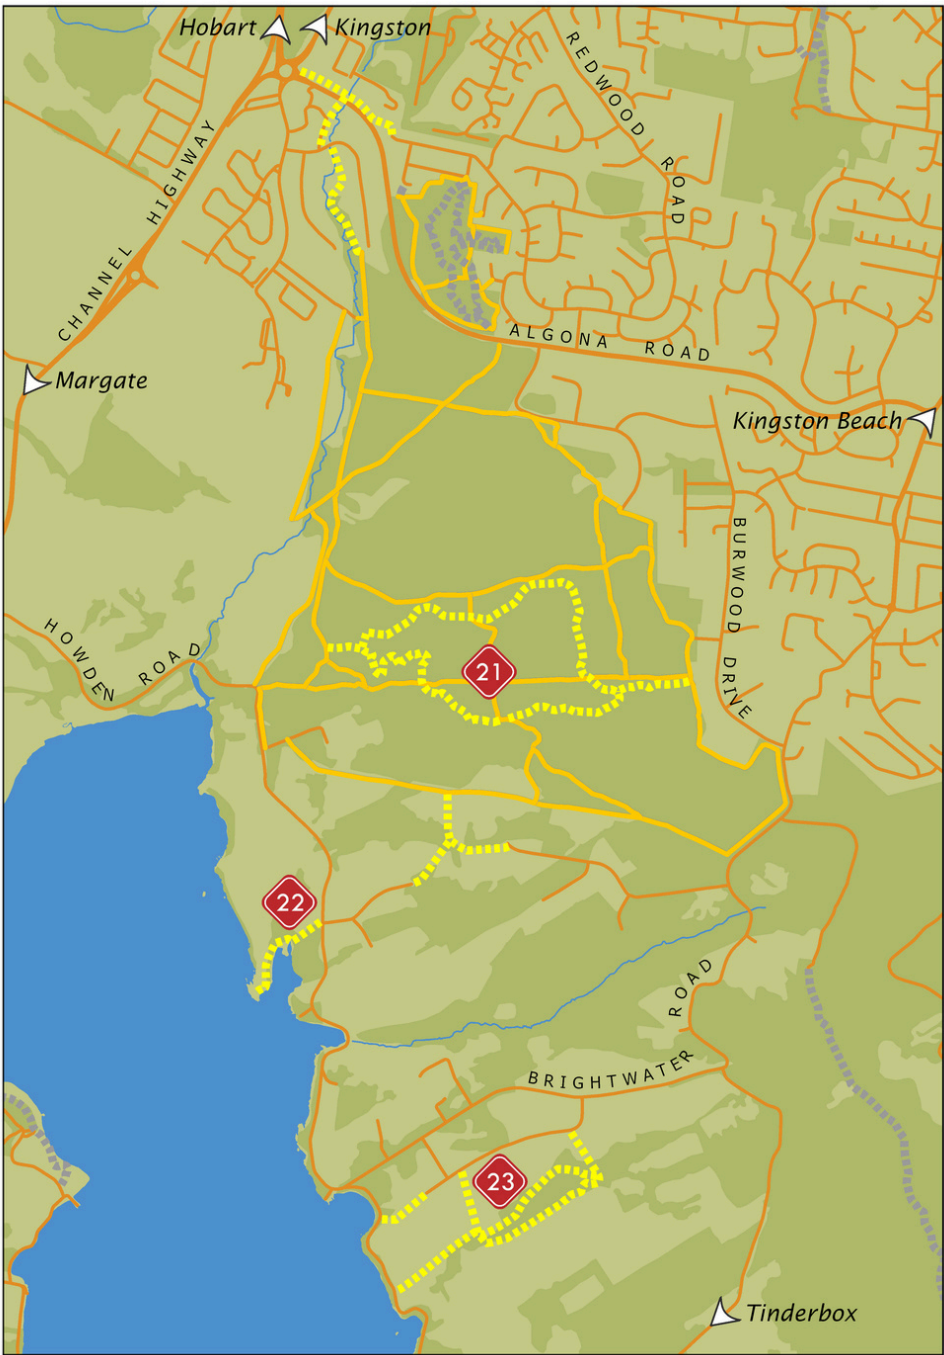 Hobart
Kingston
REDWOOD ROAD
CHANNEL HIGHWAY
ALGONA ROAD
Margate
Kingston Beach
BURWOOD DRIVE
HOWDEN ROAD
21
22
ROAD
BRIGHTWATER
23
Tinderbox